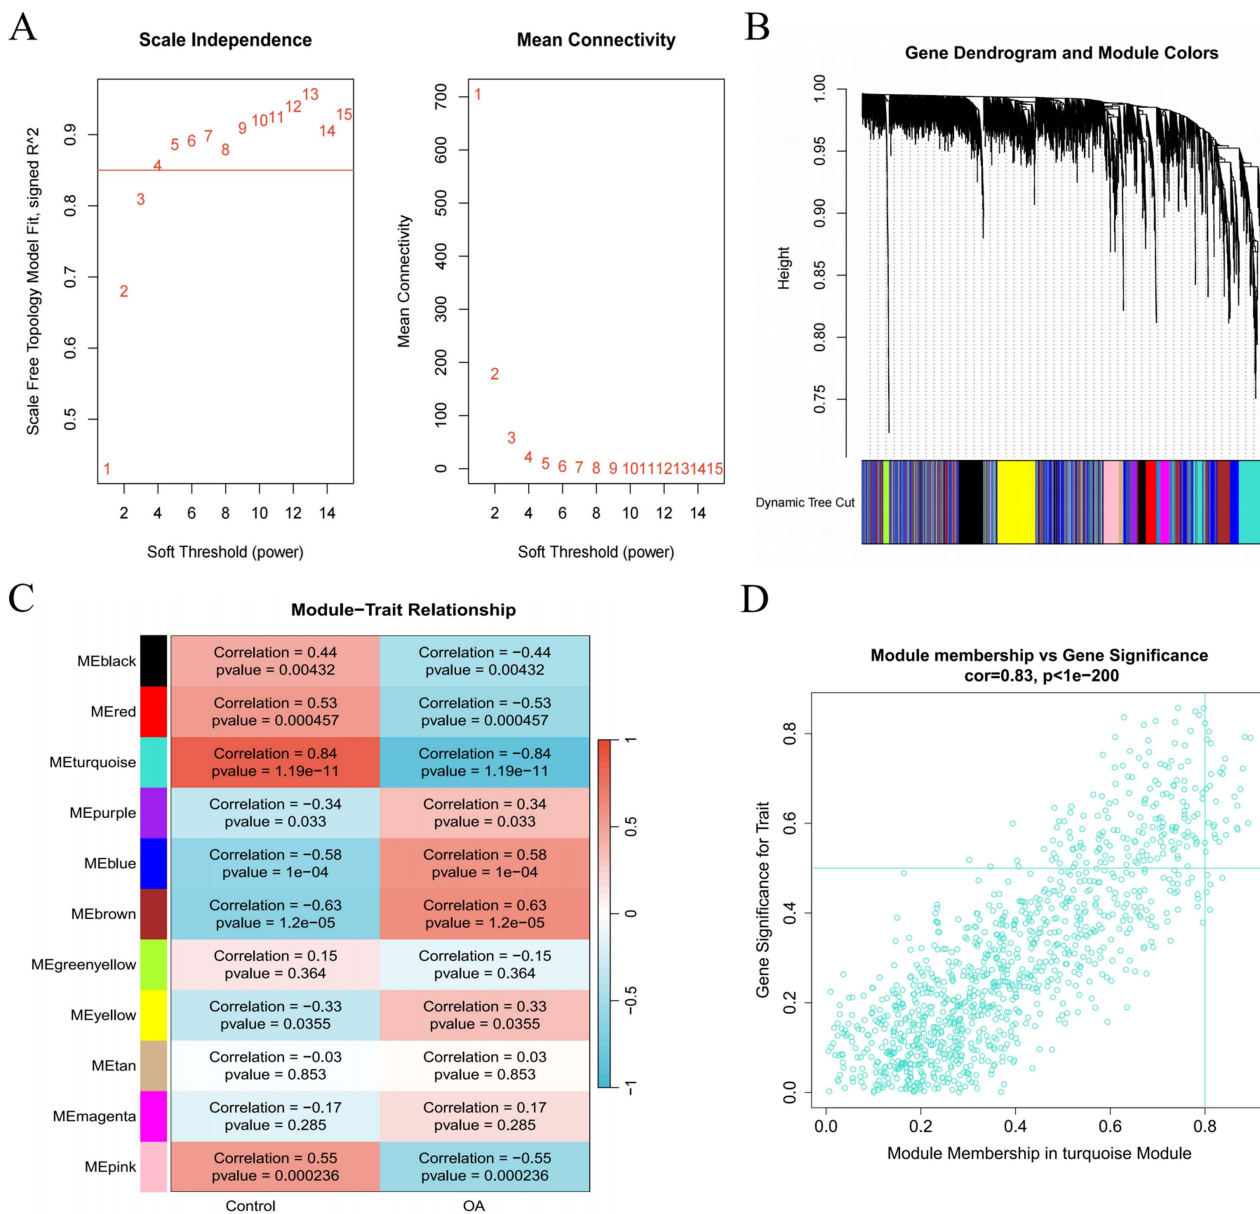 A
Scale Independence
Scale Free Topology Model Fit, signed R^2
0.9
0.8
0.7
0.6
0.5
1
2
3
4
5
6
7
8
9
10
11
12
13
14
15
2 4 6 8 10 12 14
Soft Threshold (power)
Mean Connectivity
Mean Connectivity
700
600
500
400
300
200
100
0
1
2
3
4
5
6
7
8
9
10
11
12
13
14
15
2 4 6 8 10 12 14
Soft Threshold (power)
B
Gene Dendrogram and Module Colors
Height
1.00
0.95
0.90
0.85
0.80
0.75
Dynamic Tree Cut
C
Module−Trait Relationship
MEblack
Correlation = 0.44
pvalue = 0.00432
Correlation = −0.44
pvalue = 0.00432
MEred
Correlation = 0.53
pvalue = 0.000457
Correlation = −0.53
pvalue = 0.000457
MEturquoise
Correlation = 0.84
pvalue = 1.19e−11
Correlation = −0.84
pvalue = 1.19e−11
MEpurple
Correlation = −0.34
pvalue = 0.033
Correlation = 0.34
pvalue = 0.033
MEblue
Correlation = −0.58
pvalue = 1e−04
Correlation = 0.58
pvalue = 1e−04
MEbrown
Correlation = −0.63
pvalue = 1.2e−05
Correlation = 0.63
pvalue = 1.2e−05
MEgreenyellow
Correlation = 0.15
pvalue = 0.364
Correlation = −0.15
pvalue = 0.364
MEyellow
Correlation = −0.33
pvalue = 0.0355
Correlation = 0.33
pvalue = 0.0355
MEtan
Correlation = −0.03
pvalue = 0.853
Correlation = 0.03
pvalue = 0.853
MEmagenta
Correlation = −0.17
pvalue = 0.285
Correlation = 0.17
pvalue = 0.285
MEpink
Correlation = 0.55
pvalue = 0.000236
Correlation = −0.55
pvalue = 0.000236
Control
OA
1
0.5
0
−0.5
−1
D
Module membership vs Gene Significance
cor=0.83, p<1e−200
Gene Significance for Trait
0.8
0.6
0.4
0.2
0.0
0.0 0.2 0.4 0.6 0.8
Module Membership in turquoise Module